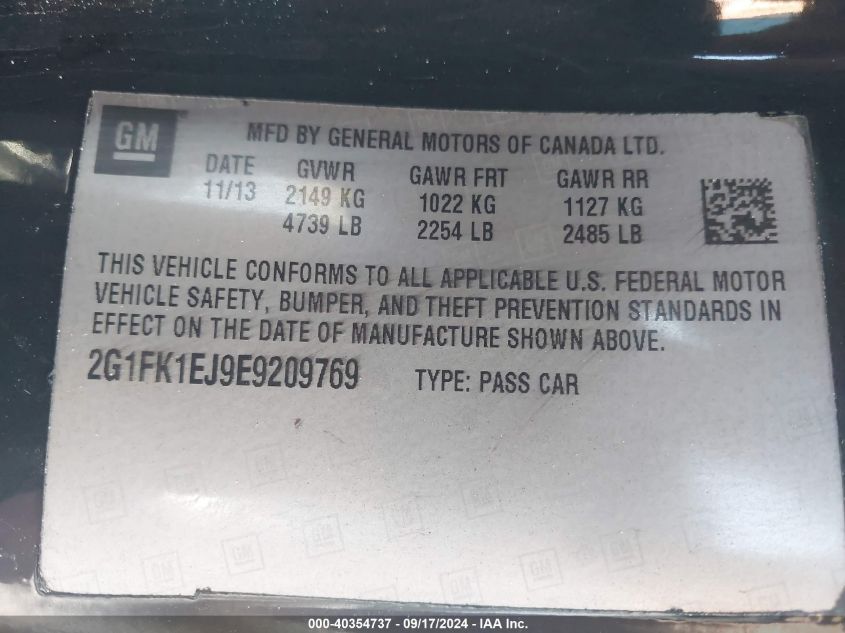 GM
MFD BY GENERAL MOTORS OF CANADA LTD.
DATE GVWR GAWR FRT GAWR RR
11/13 2149 KG 1022 KG 1127 KG
4739 LB 2254 LB 2485 LB
THIS VEHICLE CONFORMS TO ALL APPLICABLE U.S. FEDERAL MOTOR
VEHICLE SAFETY, BUMPER, AND THEFT PREVENTION STANDARDS IN
EFFECT ON THE DATE OF MANUFACTURE SHOWN ABOVE.
2G1FK1EJ9E9209769 TYPE: PASS CAR
000-40354737 - 09/17/2024 - IAA Inc.